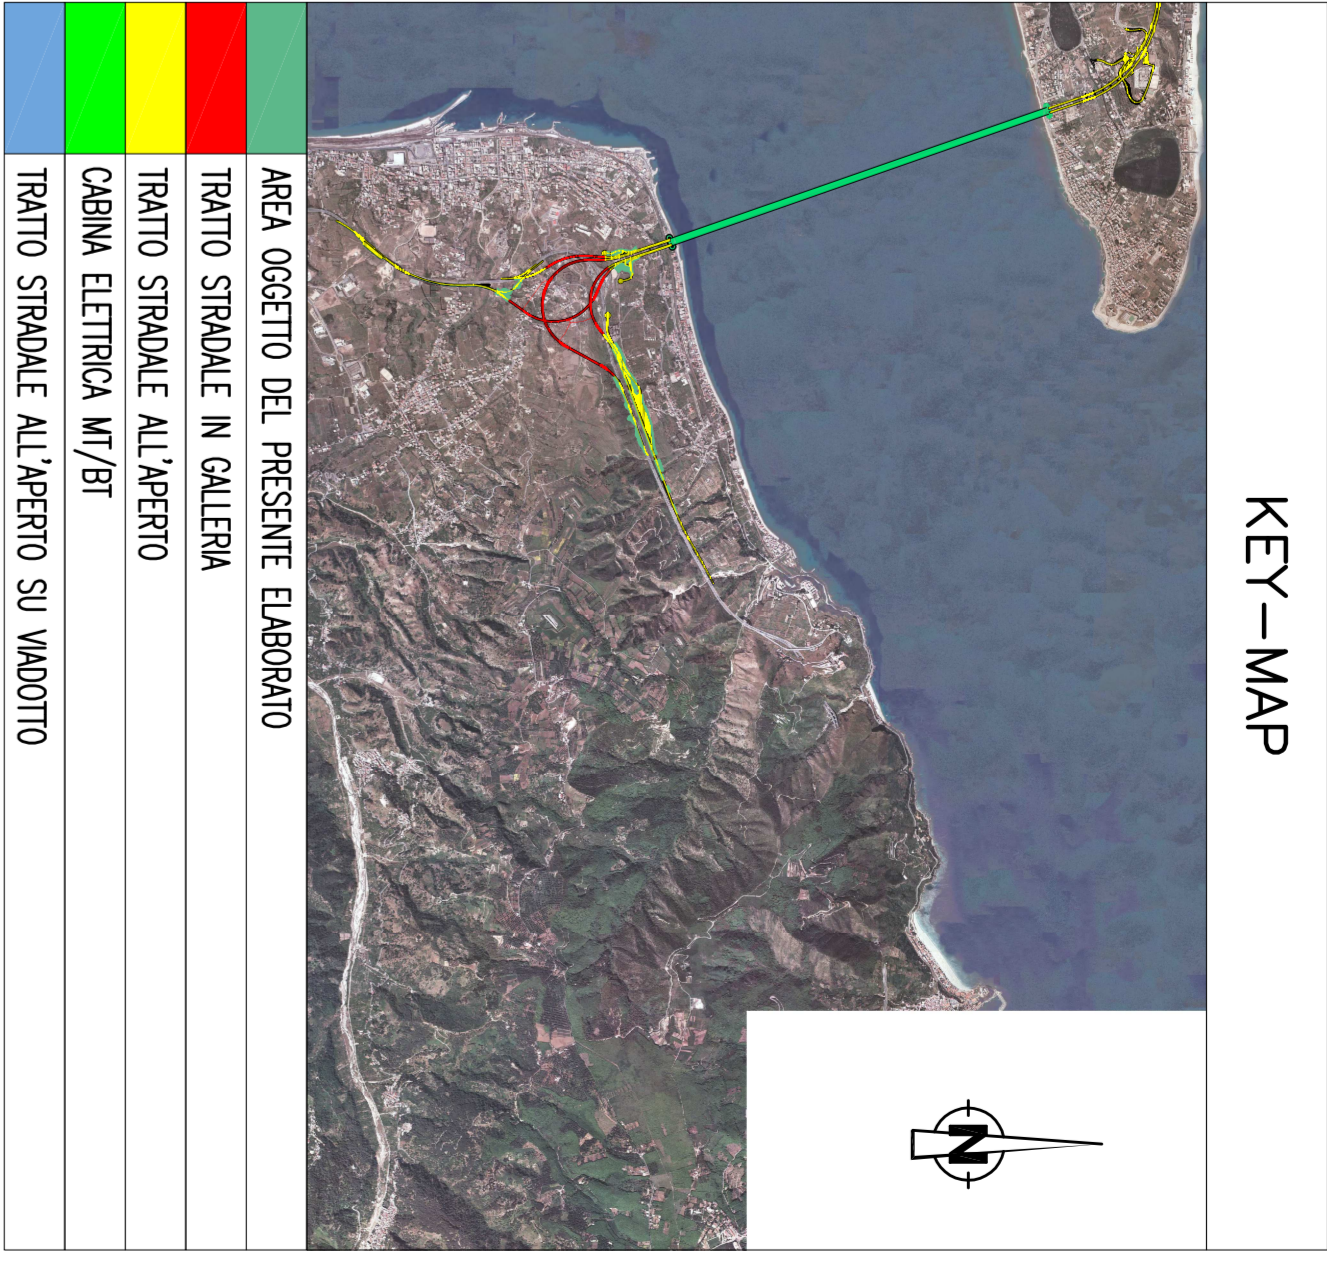 KEY-MAP
N
AREA OGGETTO DEL PRESENTE ELABORATO
TRATTO STRADALE IN GALLERIA
TRATTO STRADALE ALL'APERTO
CABINA ELETTRICA MT/BT
TRATTO STRADALE ALL'APERTO SU VIADOTTO